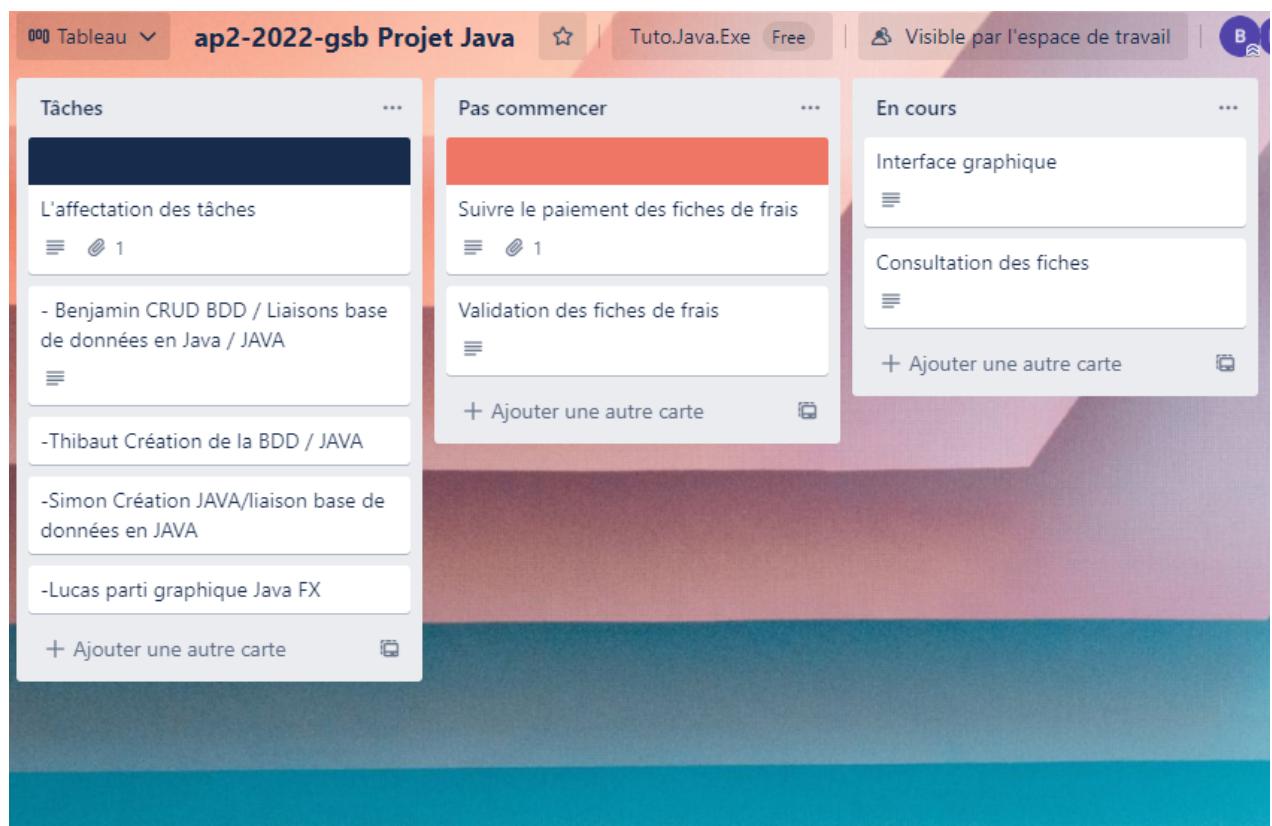 Tableau
ap2-2022-gsb Projet Java
Tuto.Java.Exe Free
Visible par l'espace de travail
B
Tâches
L'affectation des tâches
1
- Benjamin CRUD BDD / Liaisons base
de données en Java / JAVA
-Thibaut Création de la BDD / JAVA
-Simon Création JAVA/liaison base de
données en JAVA
-Lucas parti graphique Java FX
+ Ajouter une autre carte
Pas commencer
Suivre le paiement des fiches de frais
1
Validation des fiches de frais
+ Ajouter une autre carte
En cours
Interface graphique
Consultation des fiches
+ Ajouter une autre carte